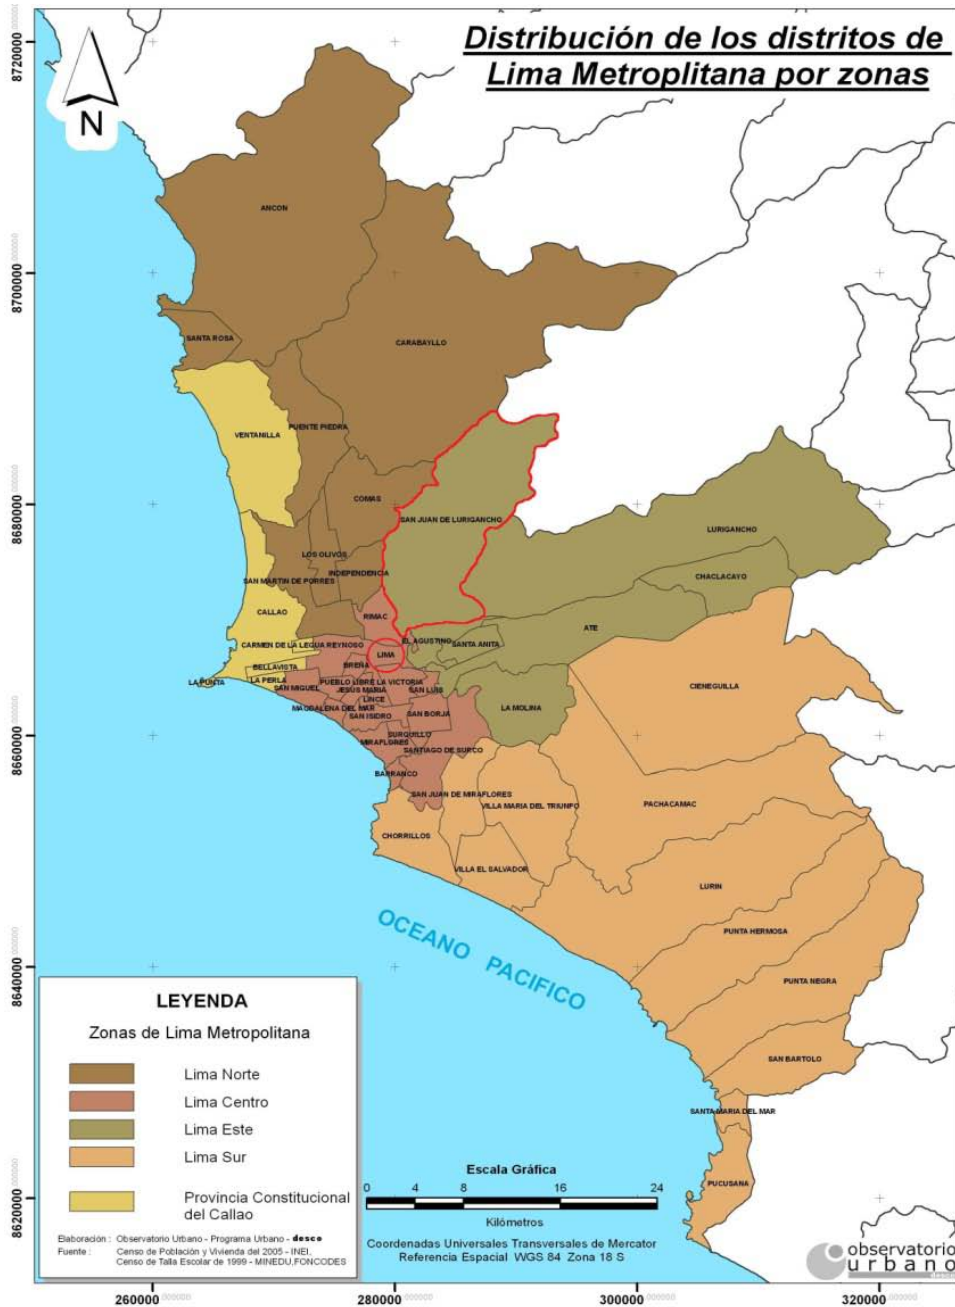 Distribución de los distritos de
Lima Metroplitana por zonas
N
8720000
8700000
8680000
8660000
8640000
8620000
ANCON
SANTA ROSA
CARABAYLLO
VENTANILLA
PUENTE PIEDRA
COMAS
SAN JUAN DE LURIGANCHO
LURIGANCHO
LOS OLIVOS
INDEPENDENCIA
SAN MARTIN DE PORRES
CHACLACAYO
CALLAO
RIMAC
ATE
CARMEN DE LA LEGUA REYNOSO
EL AGUSTINO
SANTA ANITA
LIMA
BELLAVISTA
BREÑA
LA PUNTA
LA PERLA
PUEBLO LIBRE
LA VICTORIA
SAN MIGUEL
JESUS MARIA
SAN LUIS
CIENEGUILLA
LINCE
MAGDALENA DEL MAR
SAN ISIDRO
SAN BORJA
LA MOLINA
SURQUILLO
MIRAFLORES
SANTIAGO DE SURCO
BARRANCO
SAN JUAN DE MIRAFLORES
VILLA MARIA DEL TRIUNFO
PACHACAMAC
CHORRILLOS
VILLA EL SALVADOR
LURIN
PUNTA HERMOSA
PUNTA NEGRA
SAN BARTOLO
SANTA MARIA DEL MAR
PUCUSANA
OCEANO PACIFICO
LEYENDA
Zonas de Lima Metropolitana
Lima Norte
Lima Centro
Lima Este
Lima Sur
Provincia Constitucional
del Callao
Elaboración : Observatorio Urbano - Programa Urbano - desco
Fuente : Censo de Población y Vivienda del 2005 - INEI,
Censo de Talla Escolar de 1999 - MINEDU,FONCODES
Escala Gráfica
0 4 8 16 24
Kilómetros
Coordenadas Universales Transversales de Mercator
Referencia Espacial WGS 84 Zona 18 S
observatorio
urbano
desco
260000.000000 280000.000000 300000.000000 320000.000000